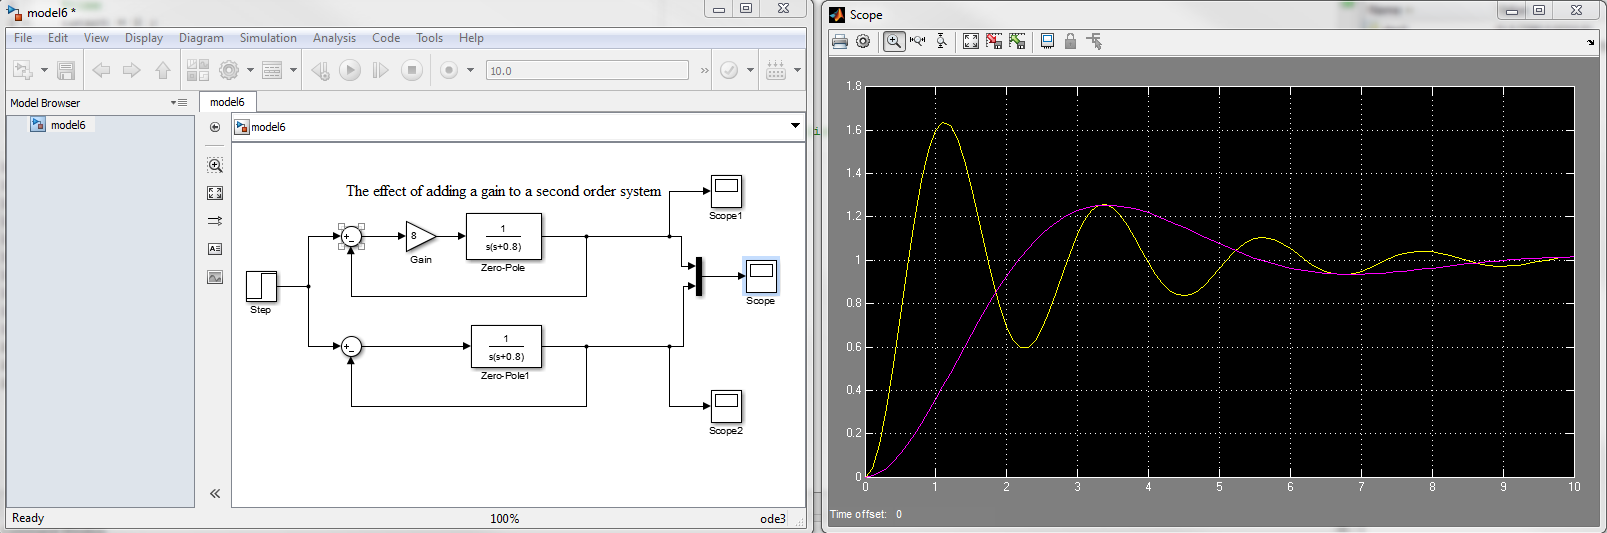 model6 *
File Edit View Display Diagram Simulation Analysis Code Tools Help
10.0
»
Model Browser
model6
model6
model6
The effect of adding a gain to a second order system
Scope1
+
-
8
Gain
1
s(s+0.8)
Zero-Pole
Scope
Step
+
-
1
s(s+0.8)
Zero-Pole1
Scope2
«
Ready 100% ode3
Scope
1.8
1.6
1.4
1.2
1
0.8
0.6
0.4
0.2
0
0 1 2 3 4 5 6 7 8 9 10
Time offset: 0